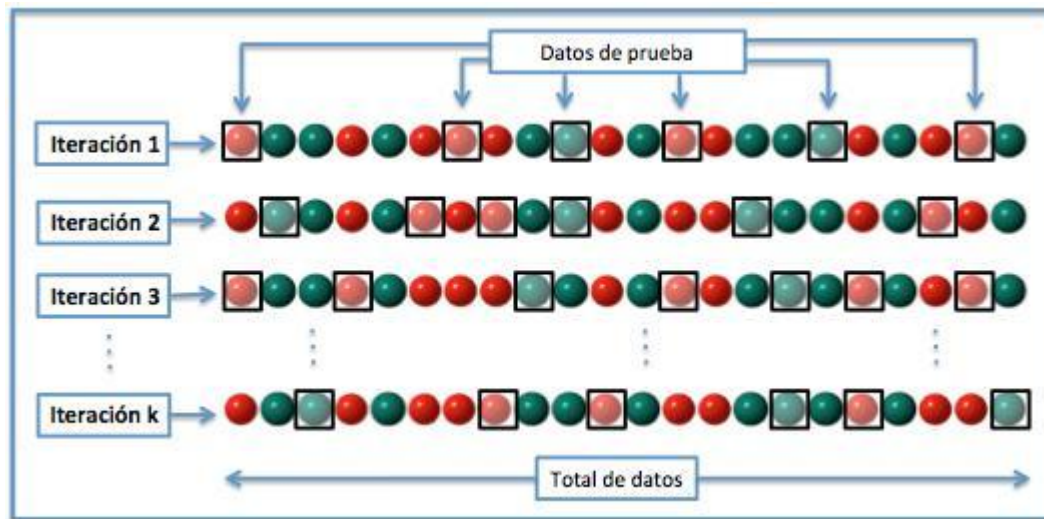 Datos de prueba
Iteración 1
Iteración 2
Iteración 3
Iteración k
Total de datos